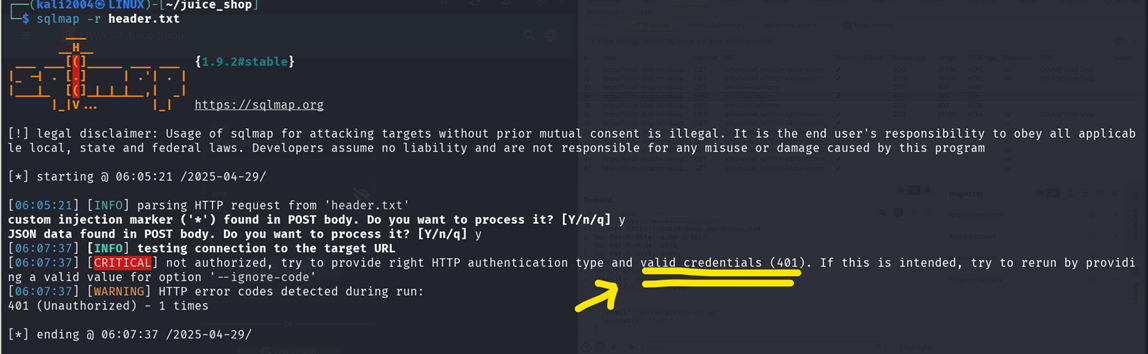 ┌──(kali2004㉿LINUX)-[~/juice_shop]
└─$ sqlmap -r header.txt
{1.9.2#stable}
https://sqlmap.org
[!] legal disclaimer: Usage of sqlmap for attacking targets without prior mutual consent is illegal. It is the end user's responsibility to obey all applicab
le local, state and federal laws. Developers assume no liability and are not responsible for any misuse or damage caused by this program
[*] starting @ 06:05:21 /2025-04-29/
[06:05:21] [INFO] parsing HTTP request from 'header.txt'
custom injection marker ('*') found in POST body. Do you want to process it? [Y/n/q] y
JSON data found in POST body. Do you want to process it? [Y/n/q] y
[06:07:37] [INFO] testing connection to the target URL
[06:07:37] [CRITICAL] not authorized, try to provide right HTTP authentication type and valid credentials (401). If this is intended, try to rerun by providi
ng a valid value for option '--ignore-code'
[06:07:37] [WARNING] HTTP error codes detected during run:
401 (Unauthorized) - 1 times
[*] ending @ 06:07:37 /2025-04-29/